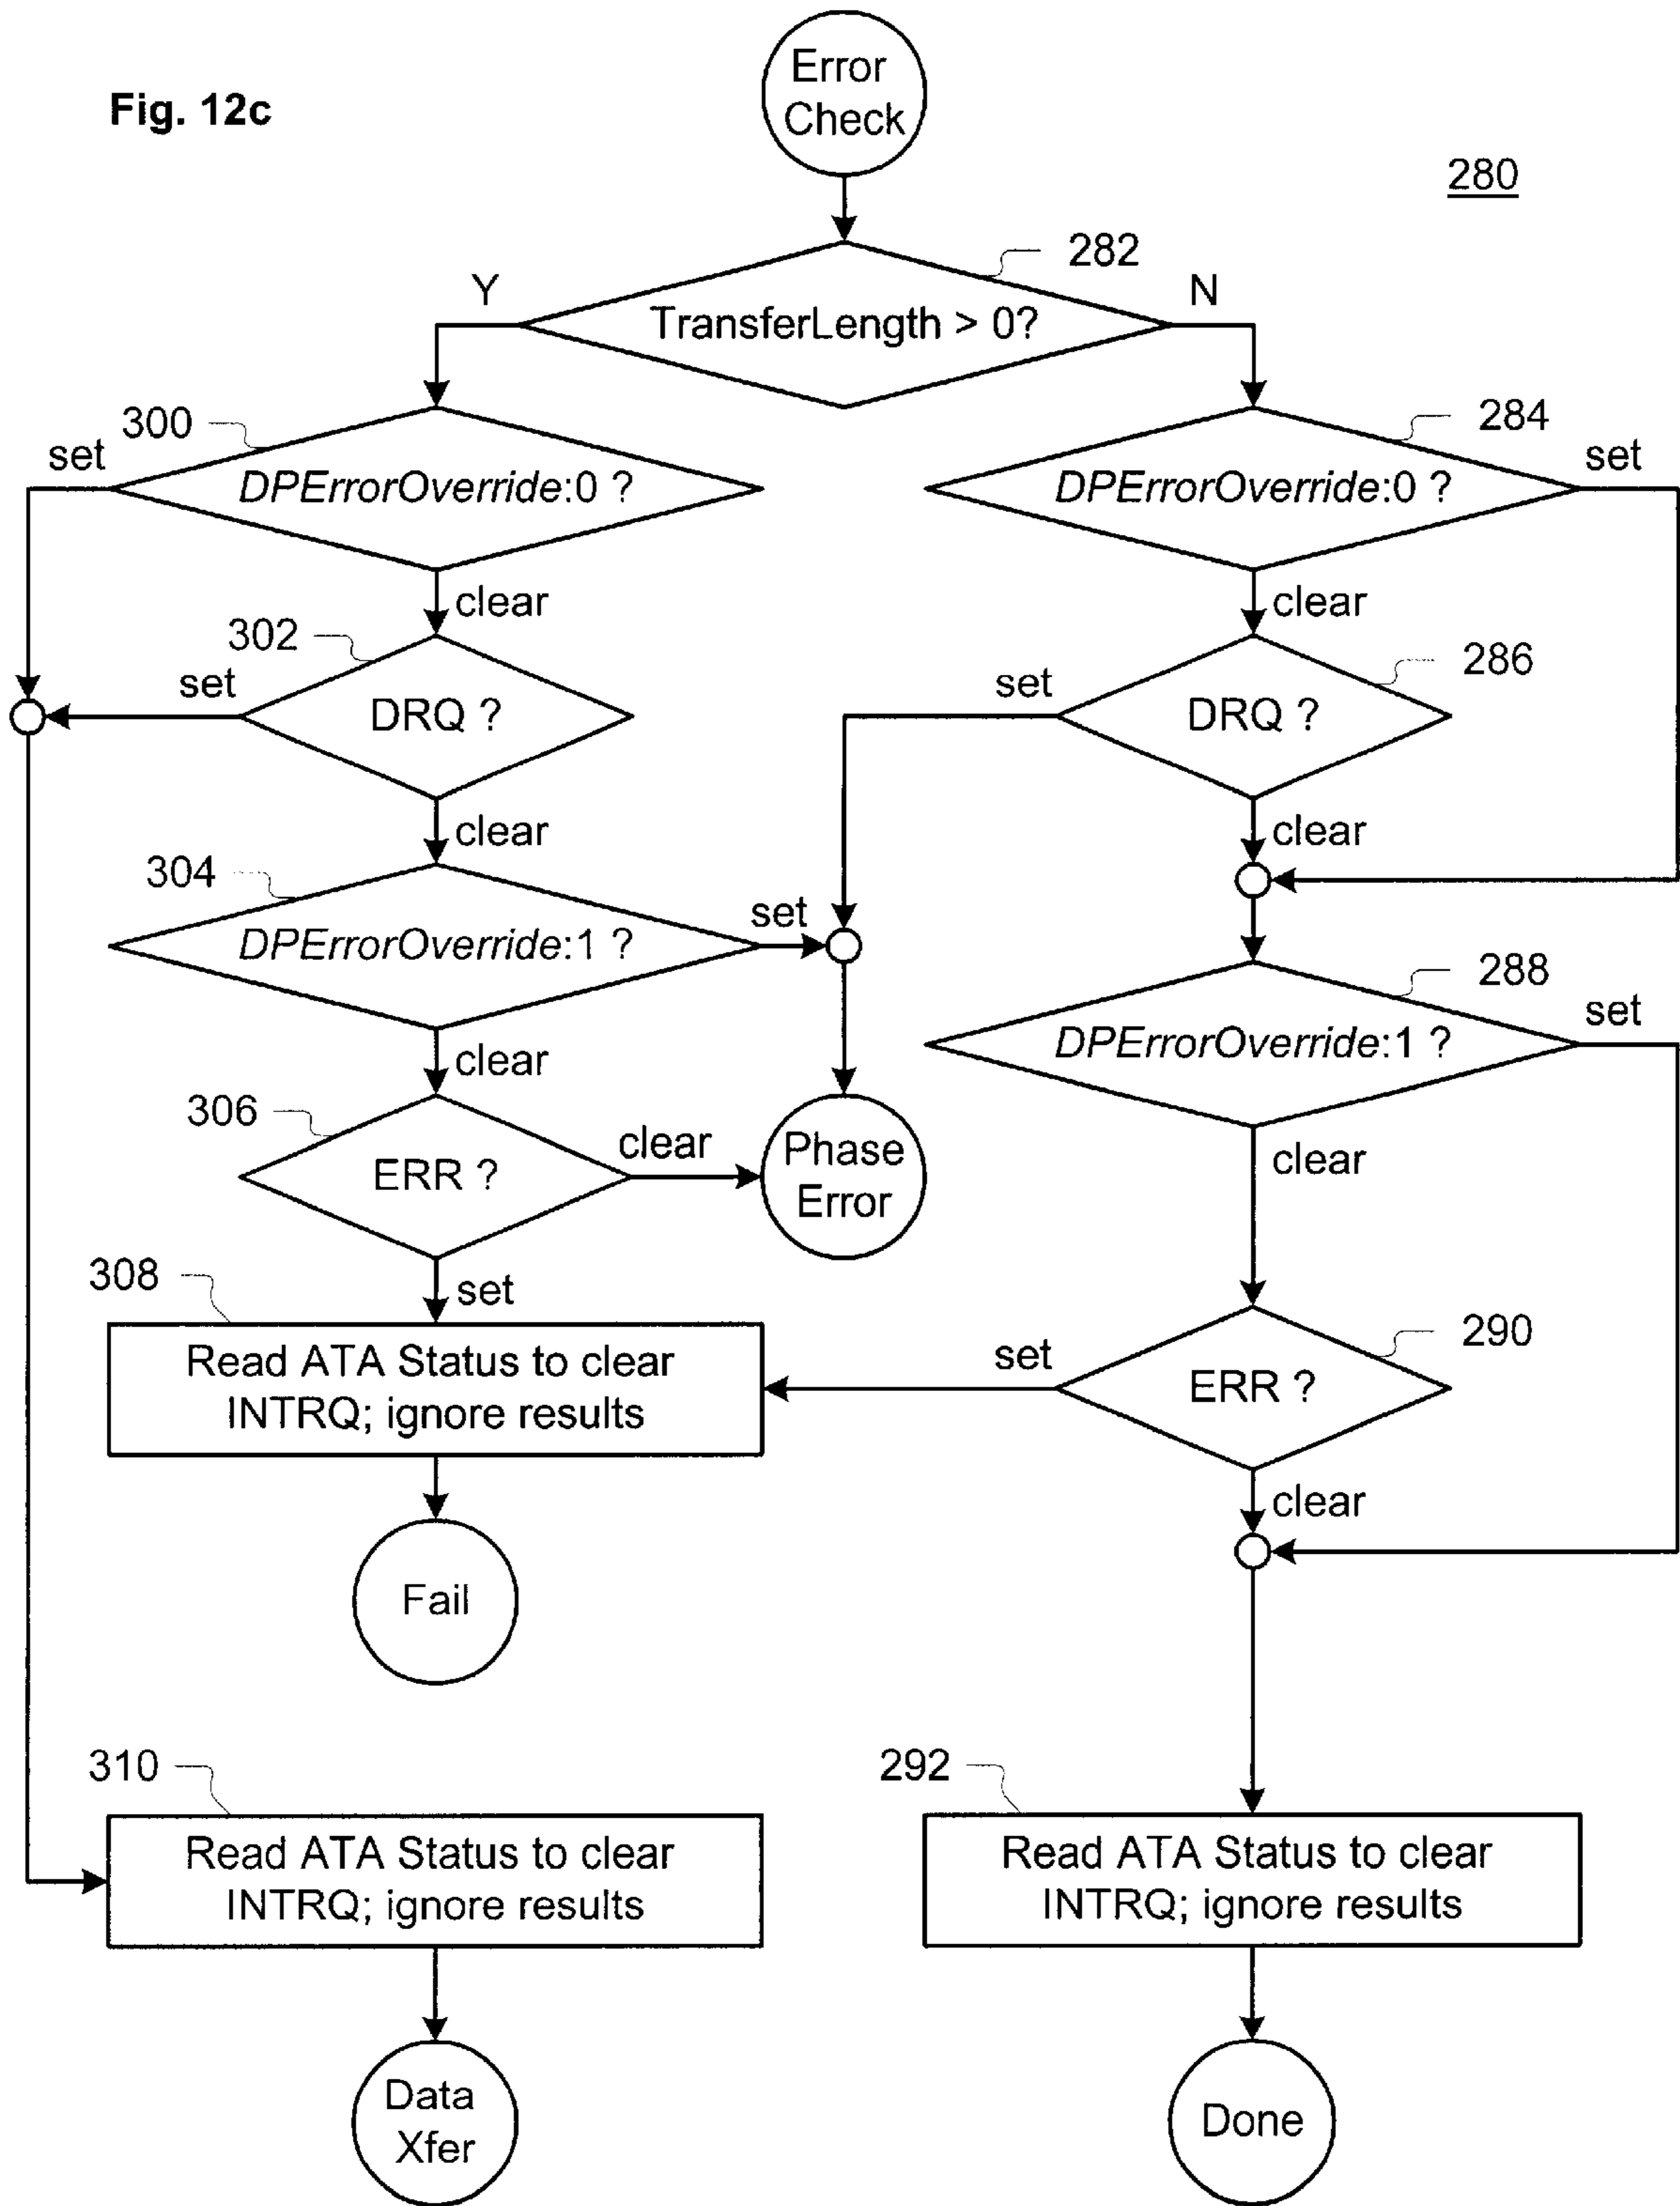 Fig. 12c
Error
Check
280
282
Y
N
TransferLength > 0?
300
284
set
DPErrorOverride:0 ?
DPErrorOverride:0 ?
set
clear
clear
302
286
set
DRQ ?
set
DRQ ?
clear
clear
304
set
DPErrorOverride:1 ?
288
set
DPErrorOverride:1 ?
clear
306
clear
ERR ?
Phase
Error
clear
308
set
290
Read ATA Status to clear
INTRQ; ignore results
set
ERR ?
clear
Fail
310
292
Read ATA Status to clear
INTRQ; ignore results
Read ATA Status to clear
INTRQ; ignore results
Data
Xfer
Done